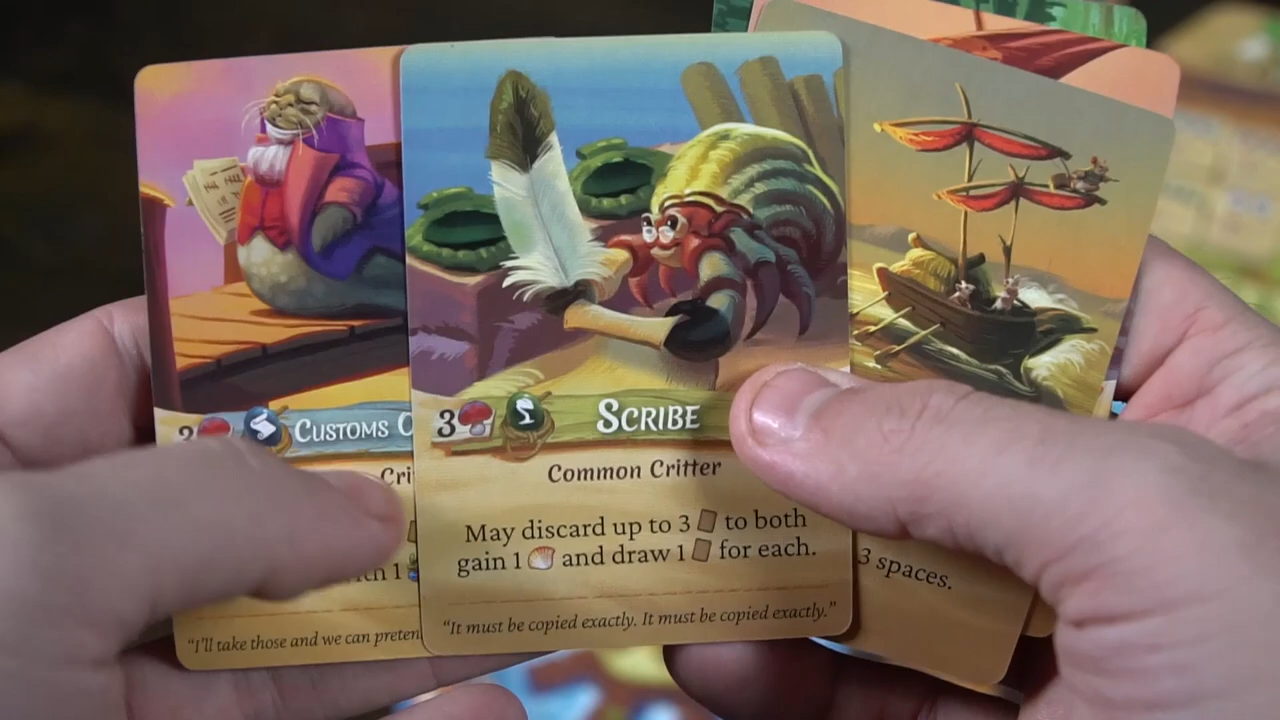 CUSTOMS
"I'll take those and we can
3
SCRIBE
Common Critter
May discard up to 3 to both
gain 1 and draw 1 for each.
"It must be copied exactly. It must be copied exactly."
3 spaces.